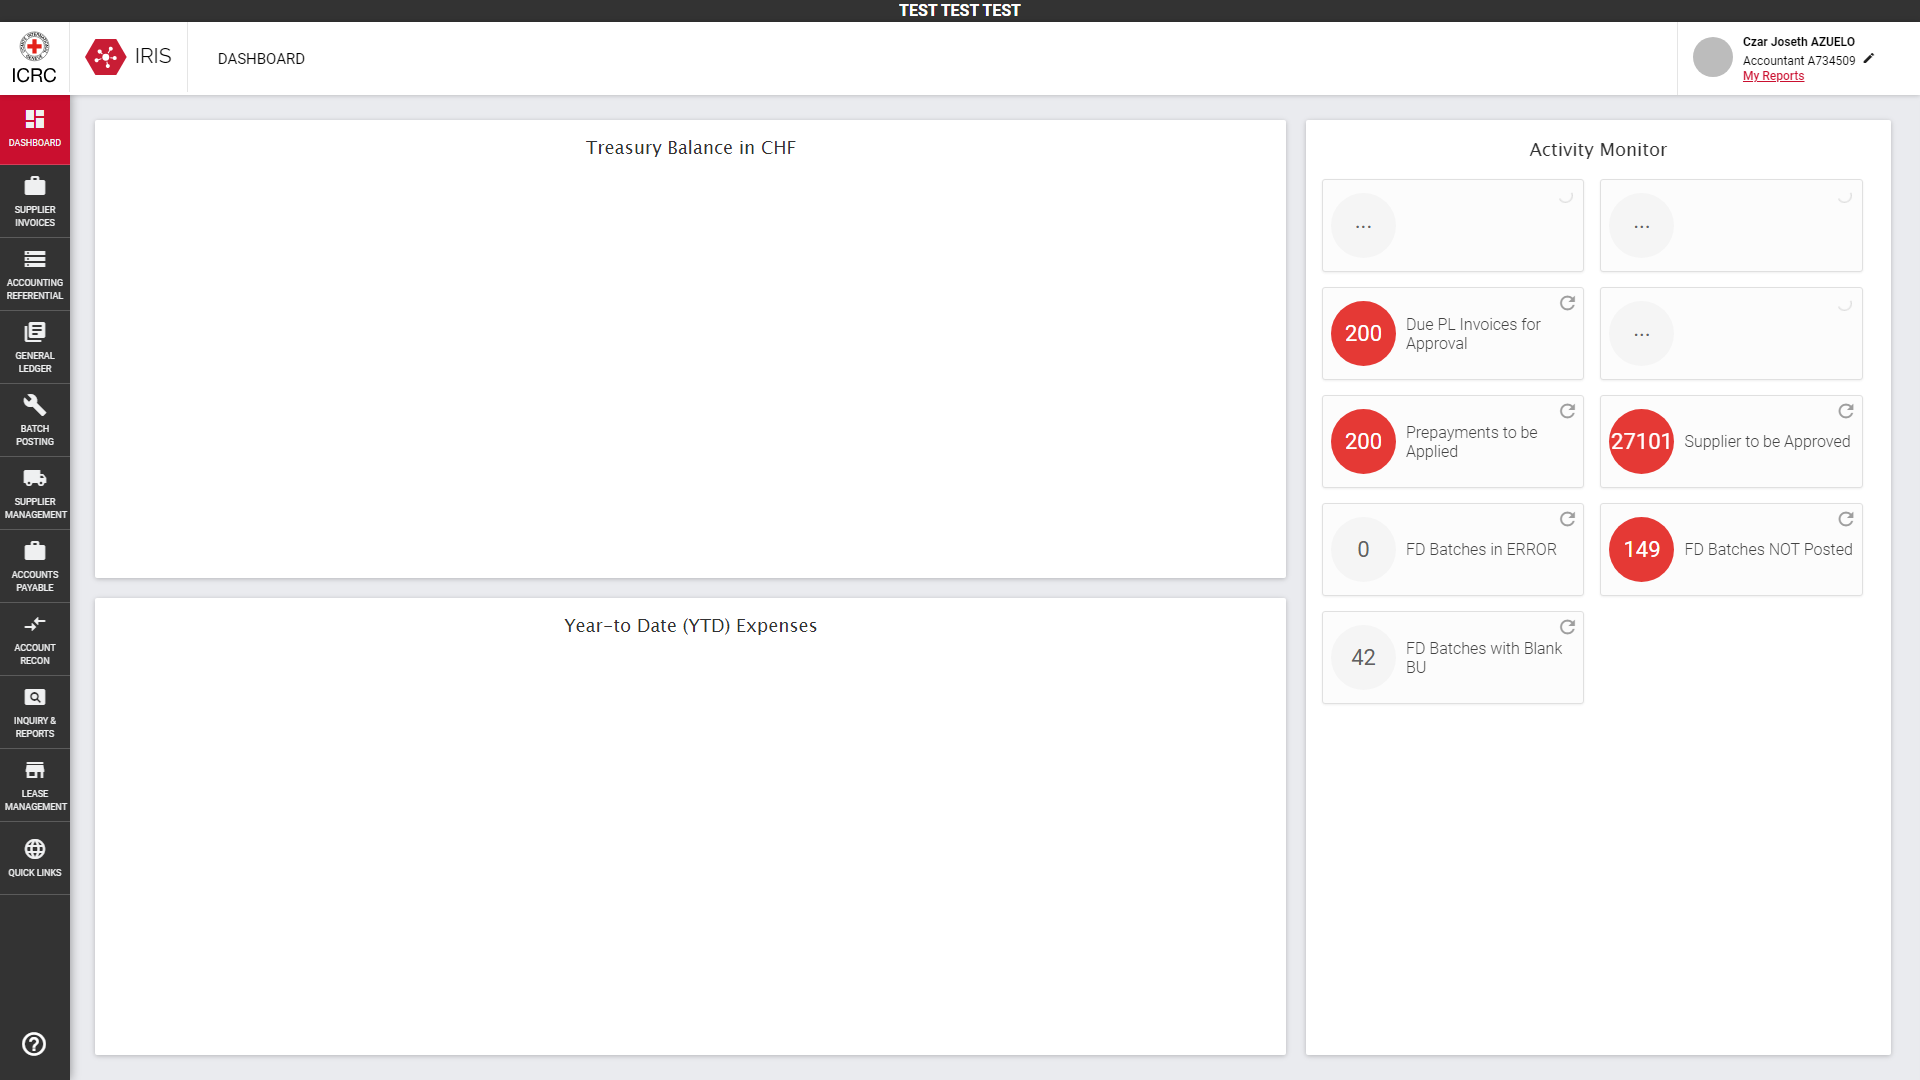 TEST TEST TEST
ICRC
IRIS
DASHBOARD
Czar Joseth AZUELO
Accountant A734509
My Reports
DASHBOARD
SUPPLIER
INVOICES
ACCOUNTING
REFERENTIAL
GENERAL
LEDGER
BATCH
POSTING
SUPPLIER
MANAGEMENT
ACCOUNTS
PAYABLE
ACCOUNT
RECON
INQUIRY &
REPORTS
LEASE
MANAGEMENT
QUICK LINKS
Treasury Balance in CHF
Year-to Date (YTD) Expenses
Activity Monitor
...
...
200
Due PL Invoices for
Approval
...
200
Prepayments to be
Applied
27101
Supplier to be Approved
0
FD Batches in ERROR
149
FD Batches NOT Posted
42
FD Batches with Blank
BU